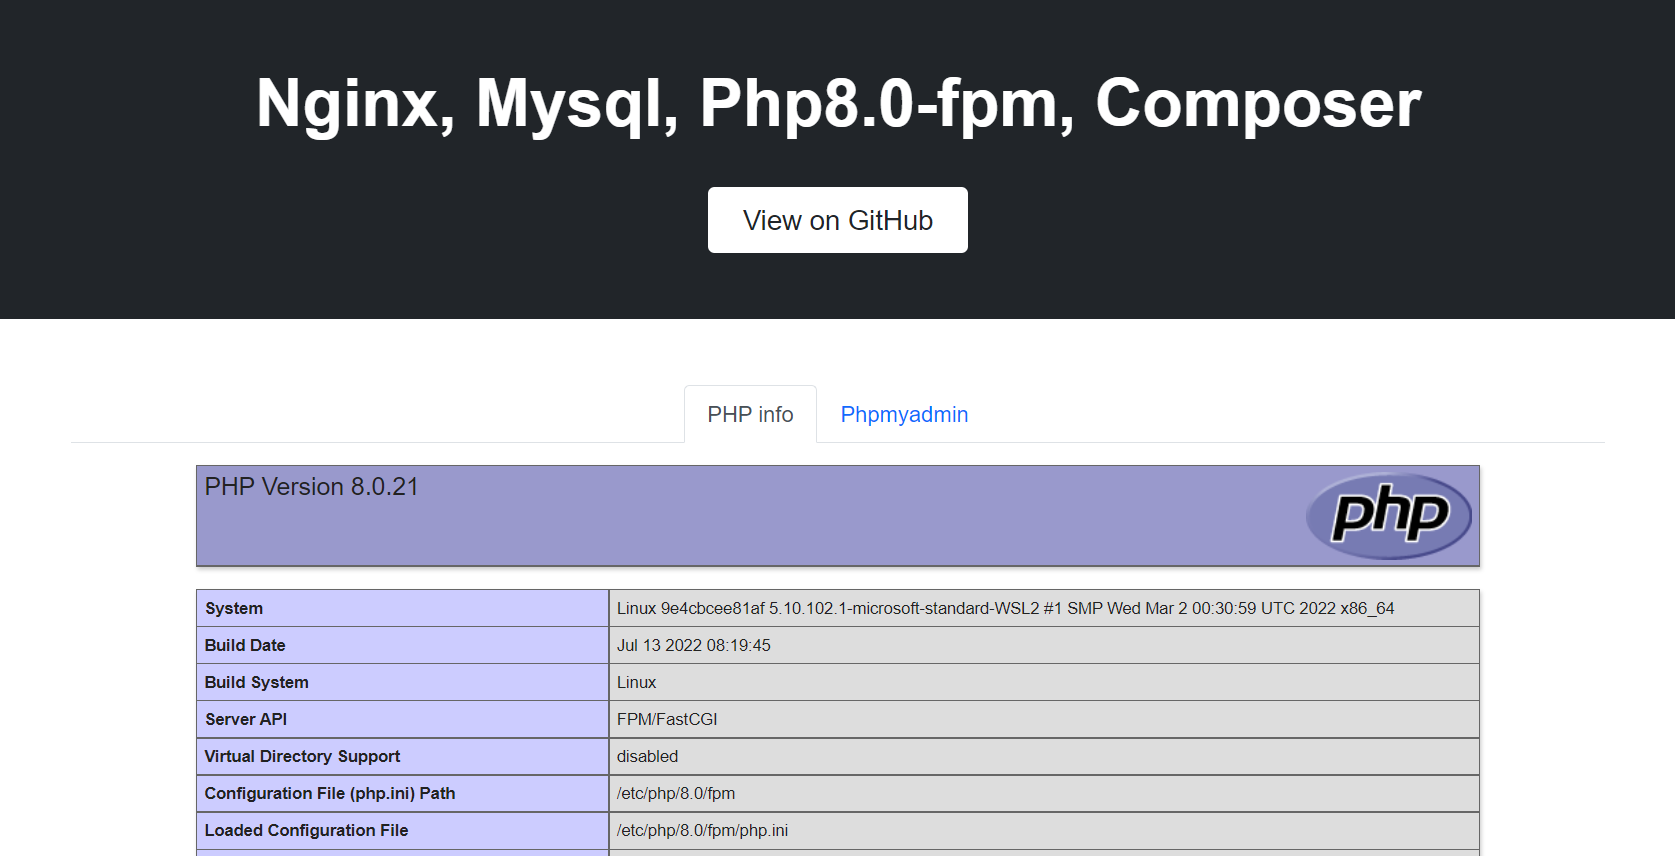 Nginx, Mysql, Php8.0-fpm, Composer
View on GitHub
PHP info Phpmyadmin
PHP Version 8.0.21
php
System Linux 9e4cbcee81af 5.10.102.1-microsoft-standard-WSL2 #1 SMP Wed Mar 2 00:30:59 UTC 2022 x86_64
Build Date Jul 13 2022 08:19:45
Build System Linux
Server API FPM/FastCGI
Virtual Directory Support disabled
Configuration File (php.ini) Path /etc/php/8.0/fpm
Loaded Configuration File /etc/php/8.0/fpm/php.ini